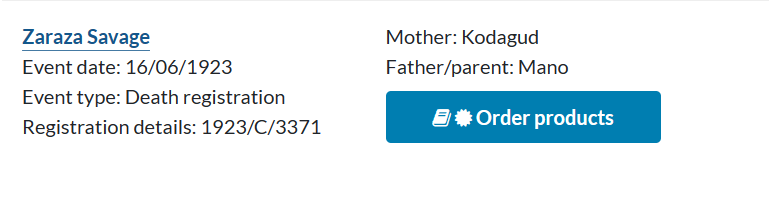 Zaraza Savage
Event date: 16/06/1923
Event type: Death registration
Registration details: 1923/C/3371
Mother: Kodagud
Father/parent: Mano
Order products